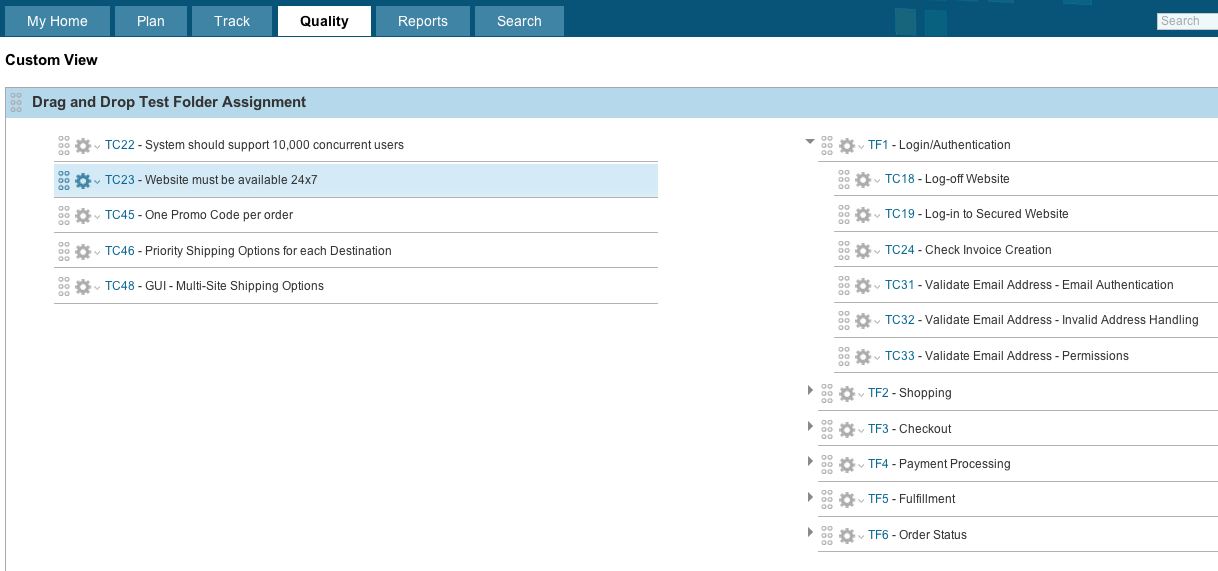 My Home
Plan
Track
Quality
Reports
Search
Search
Custom View
Drag and Drop Test Folder Assignment
TC22 - System should support 10,000 concurrent users
TC23 - Website must be available 24x7
TC45 - One Promo Code per order
TC46 - Priority Shipping Options for each Destination
TC48 - GUI - Multi-Site Shipping Options
TF1 - Login/Authentication
TC18 - Log-off Website
TC19 - Log-in to Secured Website
TC24 - Check Invoice Creation
TC31 - Validate Email Address - Email Authentication
TC32 - Validate Email Address - Invalid Address Handling
TC33 - Validate Email Address - Permissions
TF2 - Shopping
TF3 - Checkout
TF4 - Payment Processing
TF5 - Fulfillment
TF6 - Order Status